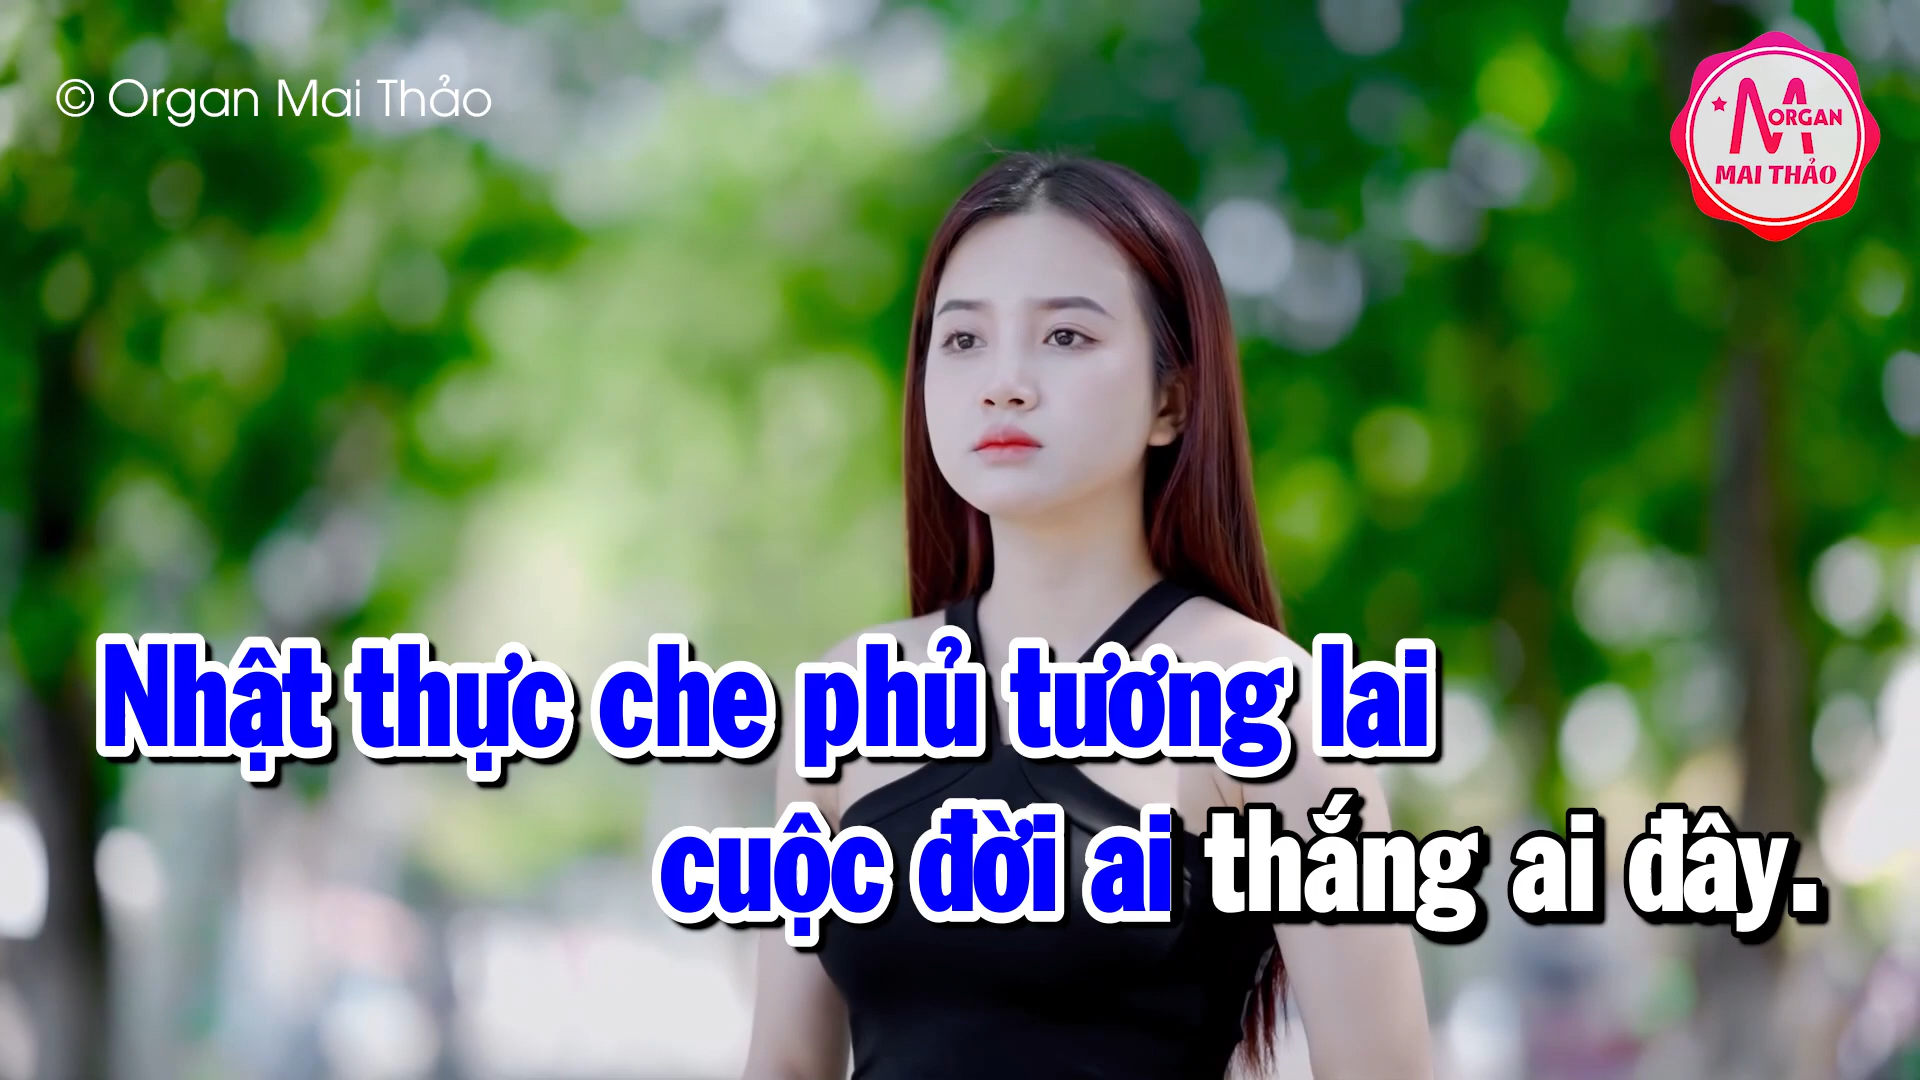 © Organ Mai Thảo
M ORGAN
MAI THẢO
Nhật thực che phủ tương lai
cuộc đời ai thắng ai đây.